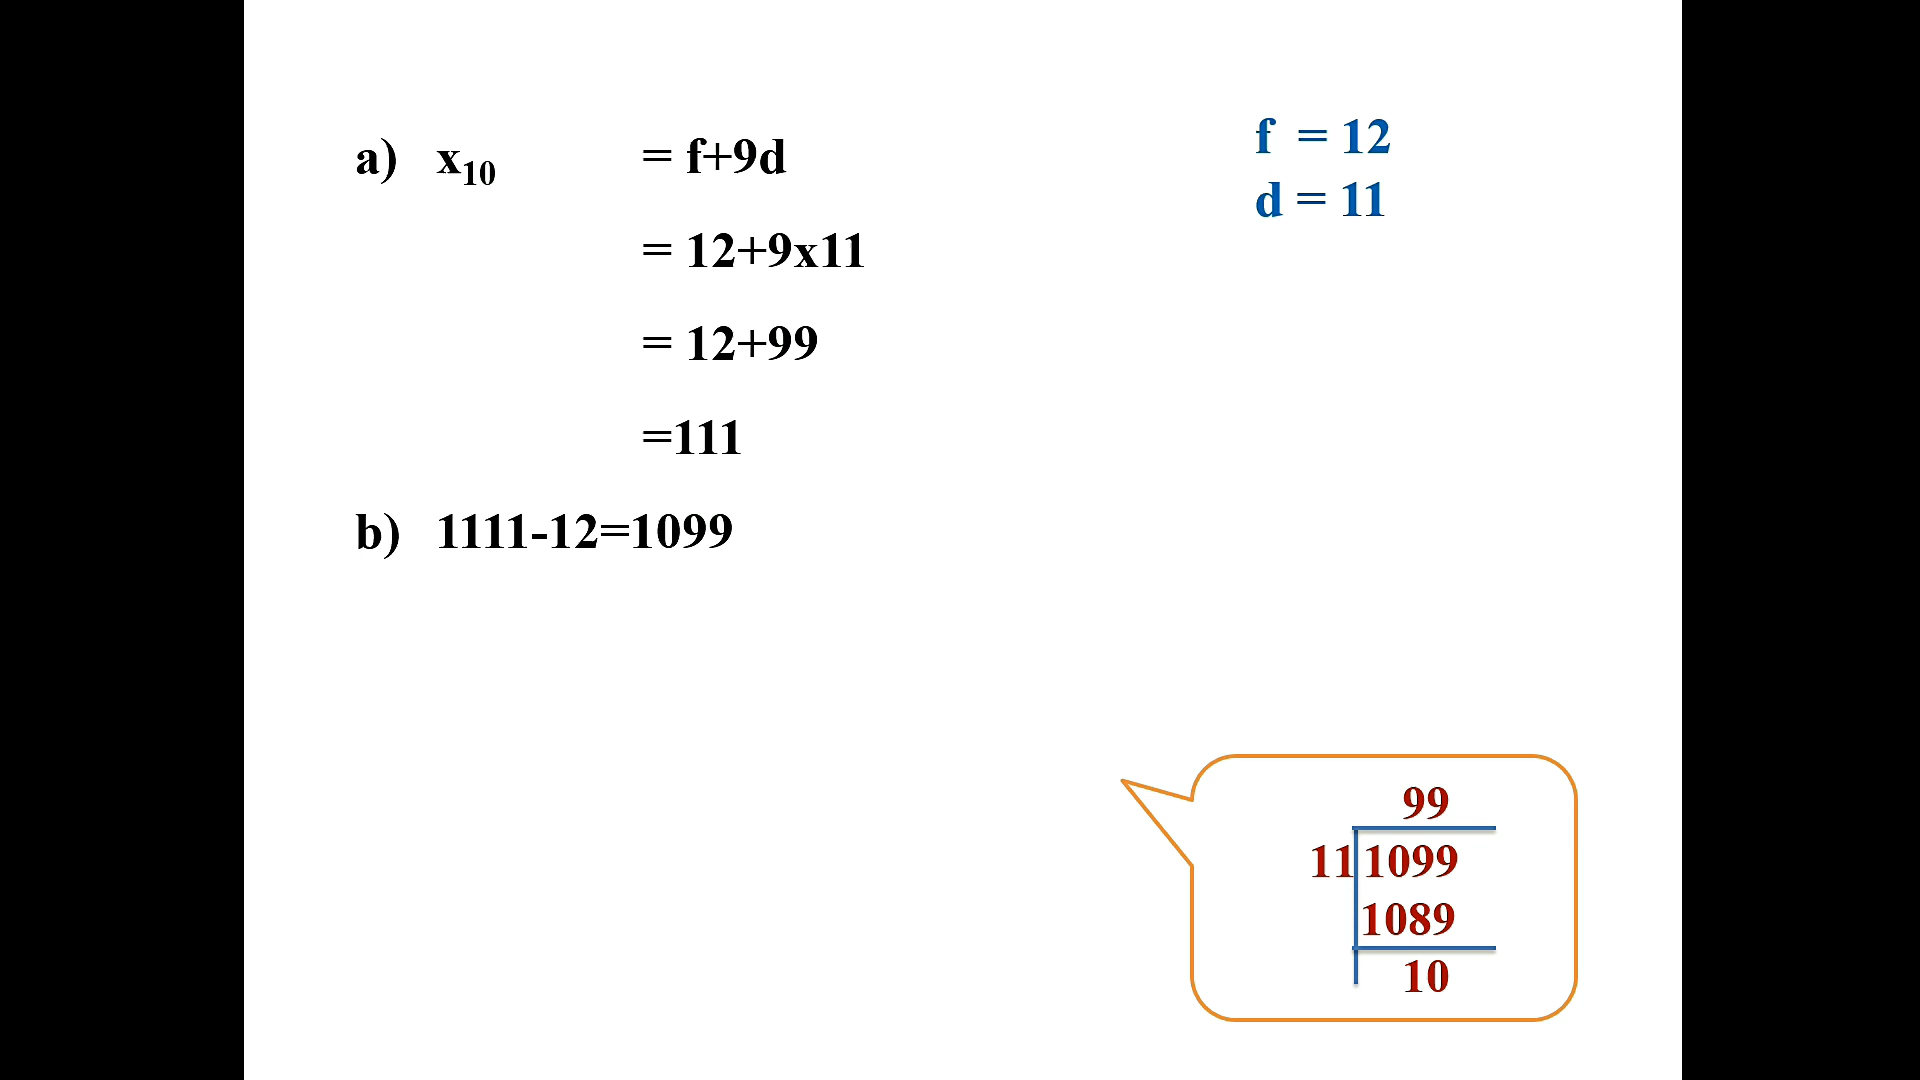 a) x₁₀ = f+9d
= 12+9x11
= 12+99
=111
b) 1111-12=1099
f = 12
d = 11
99
11 1099
1089
10